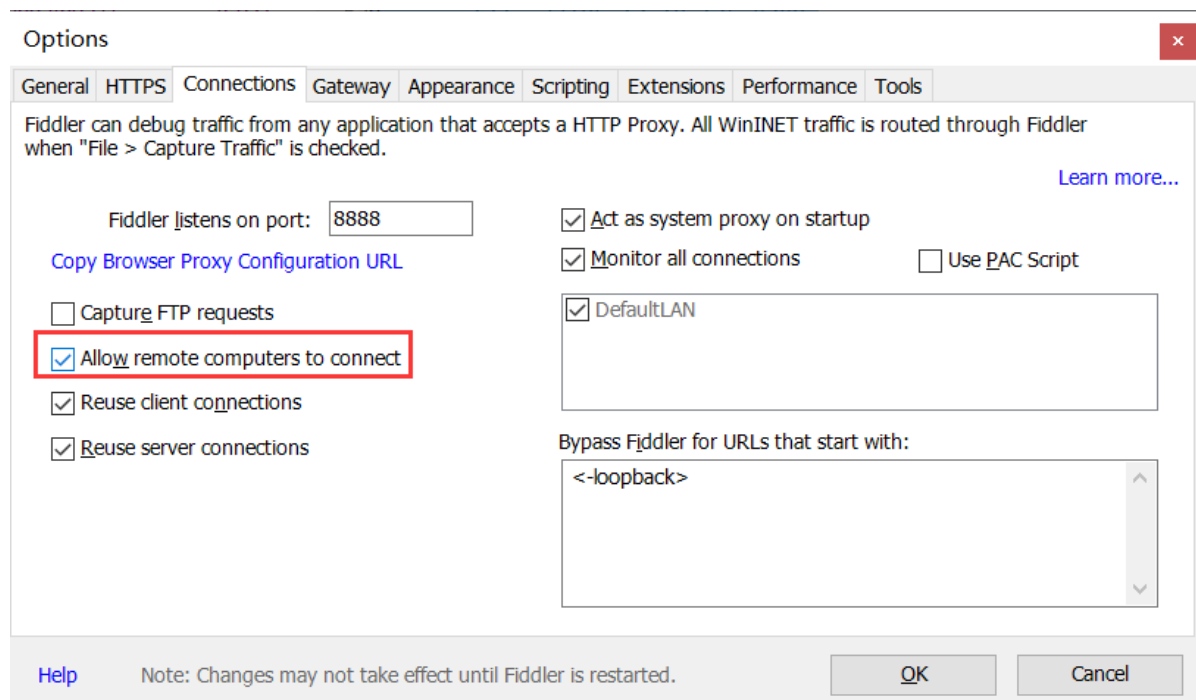 Options
General HTTPS Connections Gateway Appearance Scripting Extensions Performance Tools
Fiddler can debug traffic from any application that accepts a HTTP Proxy. All WinINET traffic is routed through Fiddler
when "File > Capture Traffic" is checked.
Learn more...
Fiddler listens on port: 8888
Copy Browser Proxy Configuration URL
Capture FTP requests
Allow remote computers to connect
Reuse client connections
Reuse server connections
Act as system proxy on startup
Monitor all connections
Use PAC Script
DefaultLAN
Bypass Fiddler for URLs that start with:
<-loopback>
Help
Note: Changes may not take effect until Fiddler is restarted.
OK
Cancel